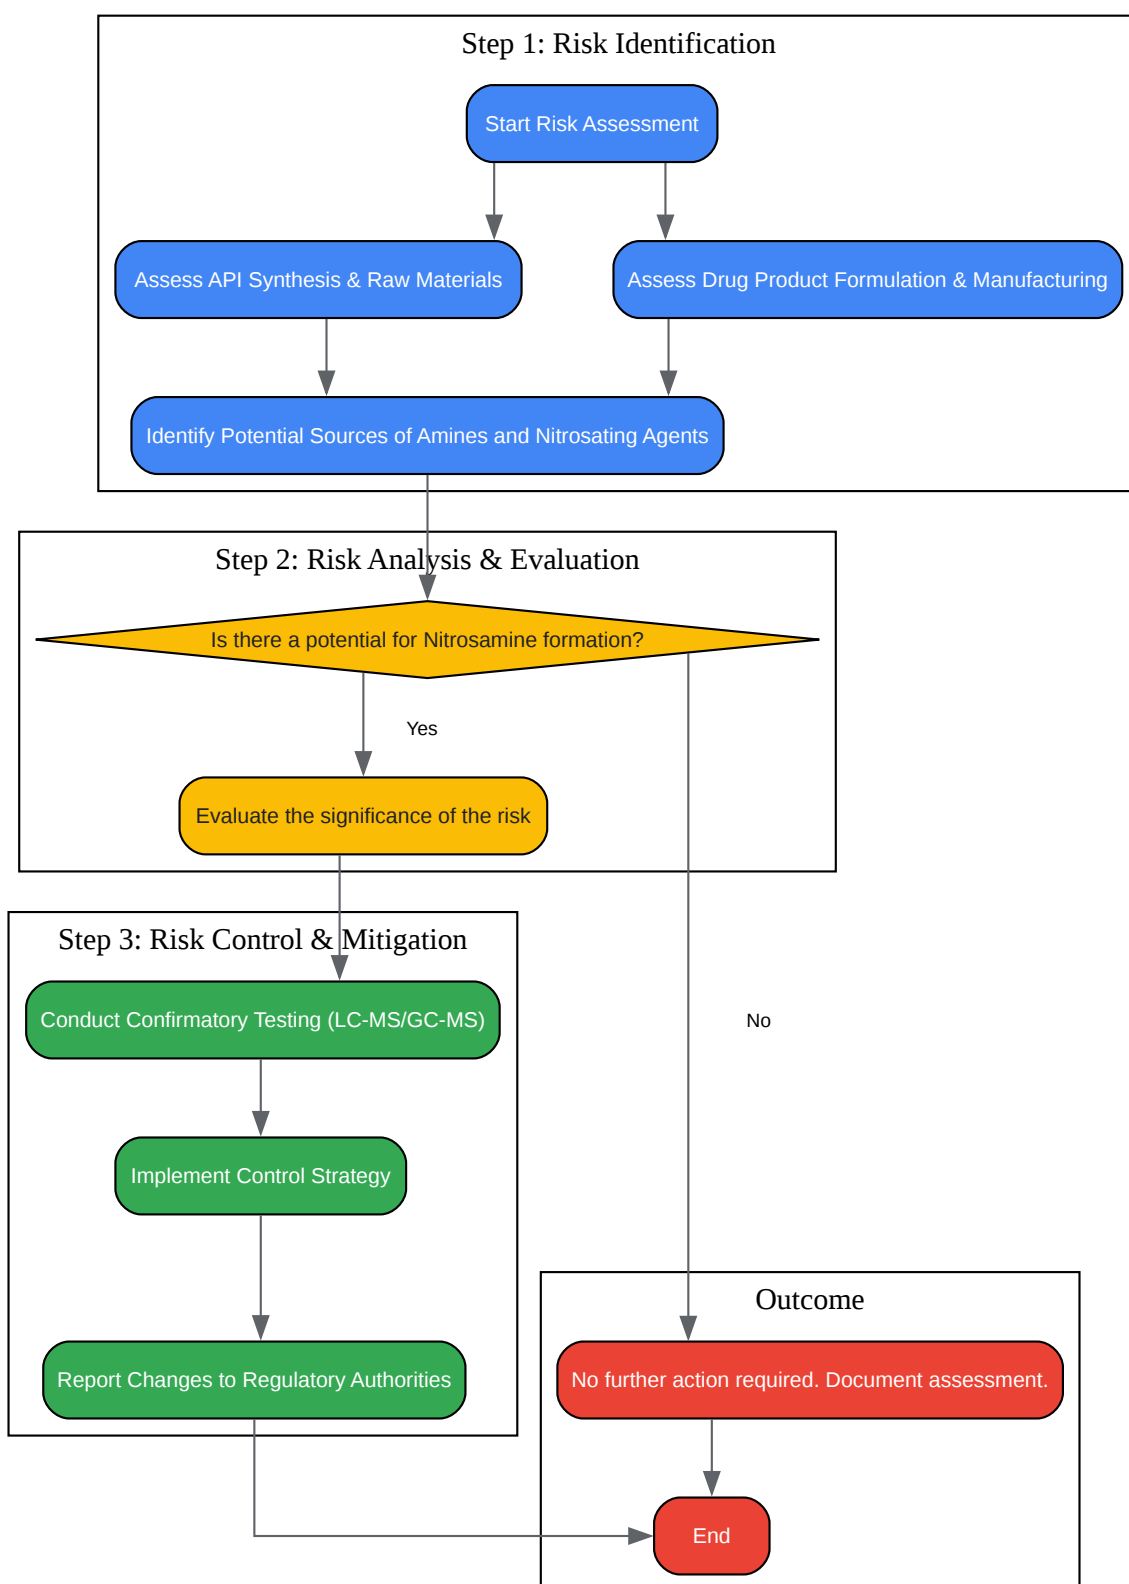 Step 1: Risk Identification
Start Risk Assessment
Assess API Synthesis & Raw Materials
Assess Drug Product Formulation & Manufacturing
Identify Potential Sources of Amines and Nitrosating Agents
Step 2: Risk Analysis & Evaluation
Is there a potential for Nitrosamine formation?
Yes
Evaluate the significance of the risk
Step 3: Risk Control & Mitigation
Conduct Confirmatory Testing (LC-MS/GC-MS)
No
Implement Control Strategy
Outcome
Report Changes to Regulatory Authorities
No further action required. Document assessment.
End